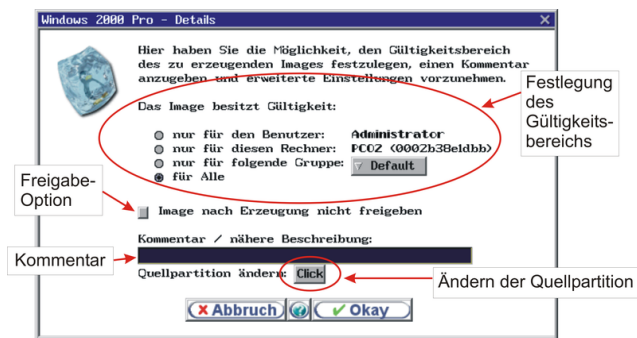 Windows 2000 Pro - Details
Hier haben Sie die Möglichkeit, den Gültigkeitsbereich
des zu erzeugenden Images festzulegen, einen Kommentar
anzugeben und erweiterte Einstellungen vorzunehmen.
Das Image besitzt Gültigkeit:
nur für den Benutzer: Administrator
nur für diesen Rechner: PC02 (0002b38eldbb)
nur für folgende Gruppe: Default
für Alle
Festlegung
des
Gültigkeits-
bereichs
Freigabe-
Option
Image nach Erzeugung nicht freigeben
Kommentar / nähere Beschreibung:
Kommentar
Quellpartition ändern: Click
Ändern der Quellpartition
Abbruch Okay